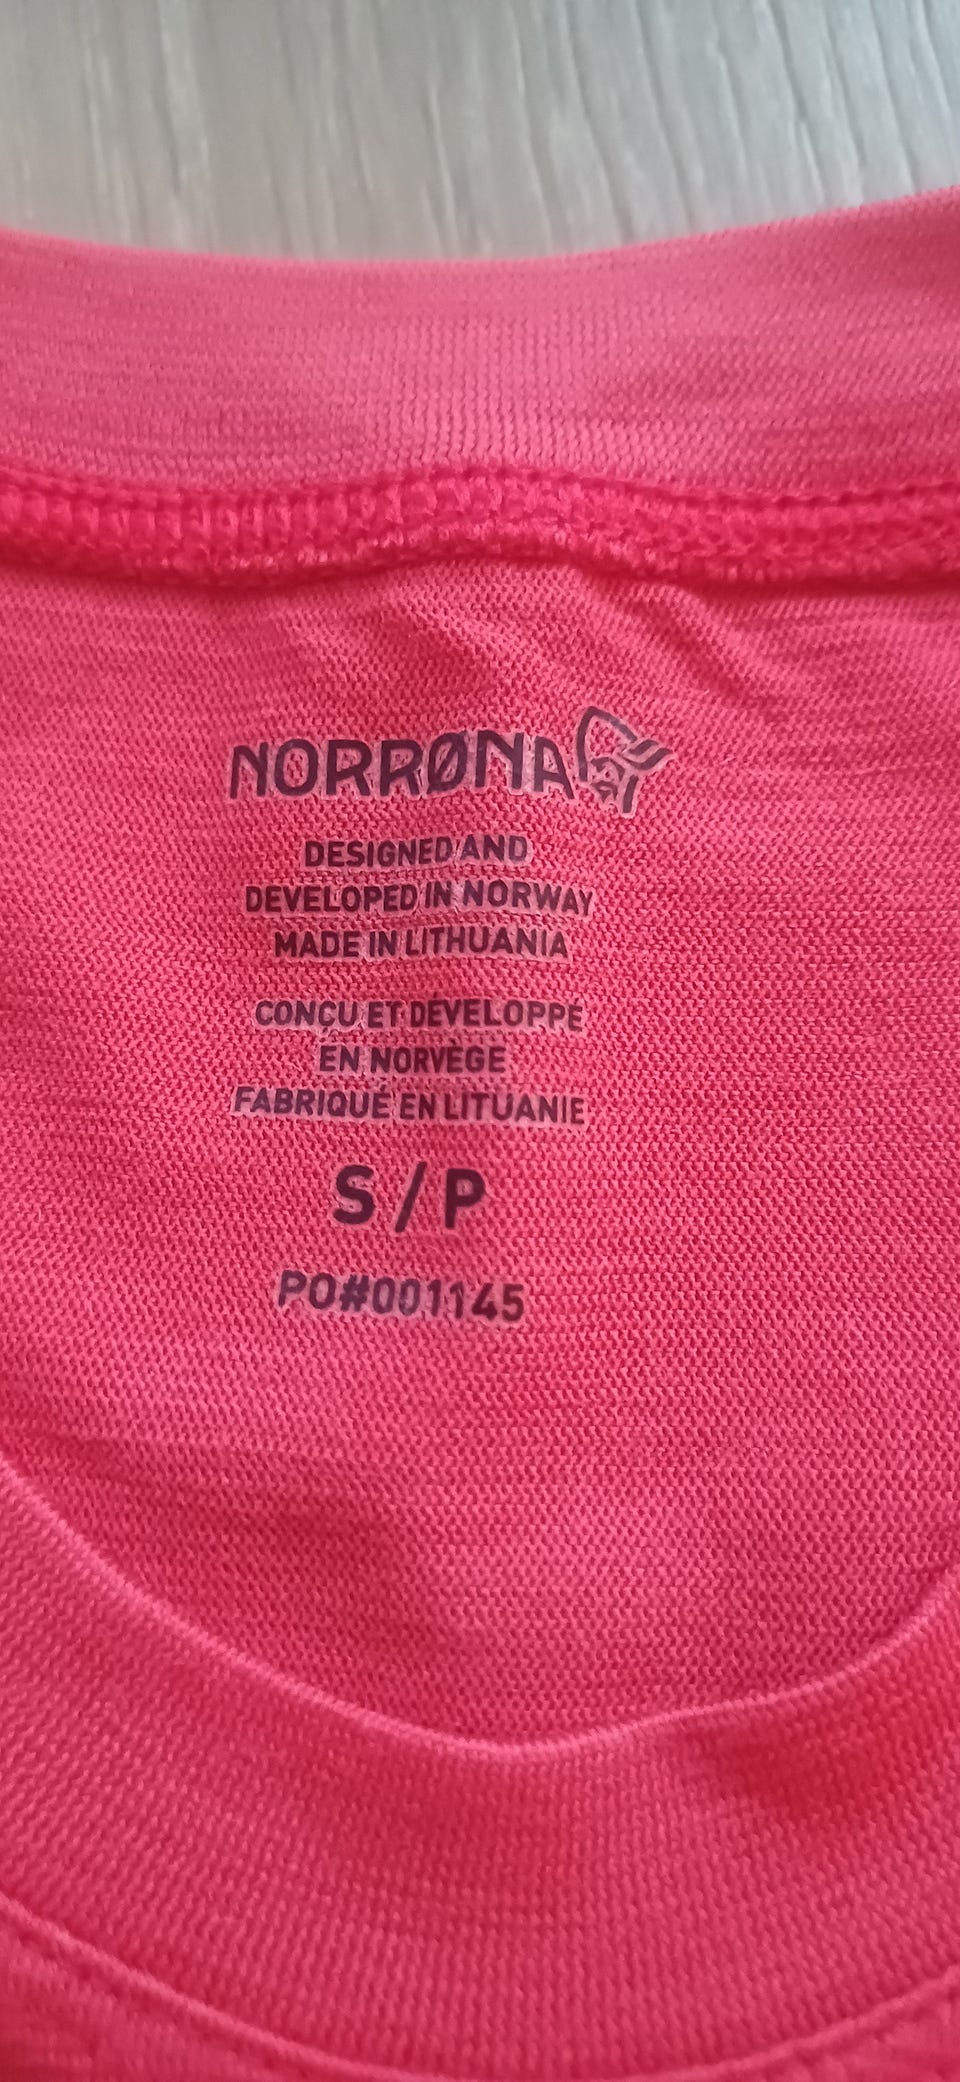 NORRØNA
DESIGNED AND
DEVELOPED IN NORWAY
MADE IN LITHUANIA
CONÇU ET DÉVELOPPÉ
EN NORVÈGE
FABRIQUÉ EN LITUANIE
S / P
PO#001145